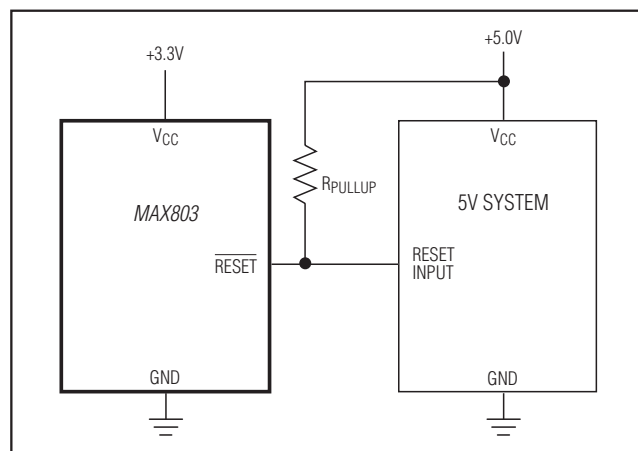 +3.3V
+5.0V
VCC
VCC
RPULLUP
MAX803
5V SYSTEM
RESET
RESET
INPUT
GND
GND